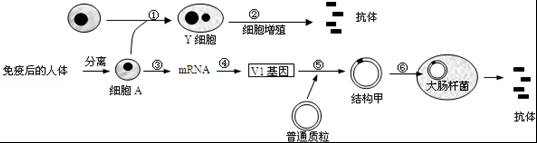 ① ②
Y细胞 细胞增殖 抗体
免疫后的人体 分离 细胞A ③ mRNA ④ V1基因 ⑤ 结构甲 ⑥ 大肠杆菌
普通质粒 抗体